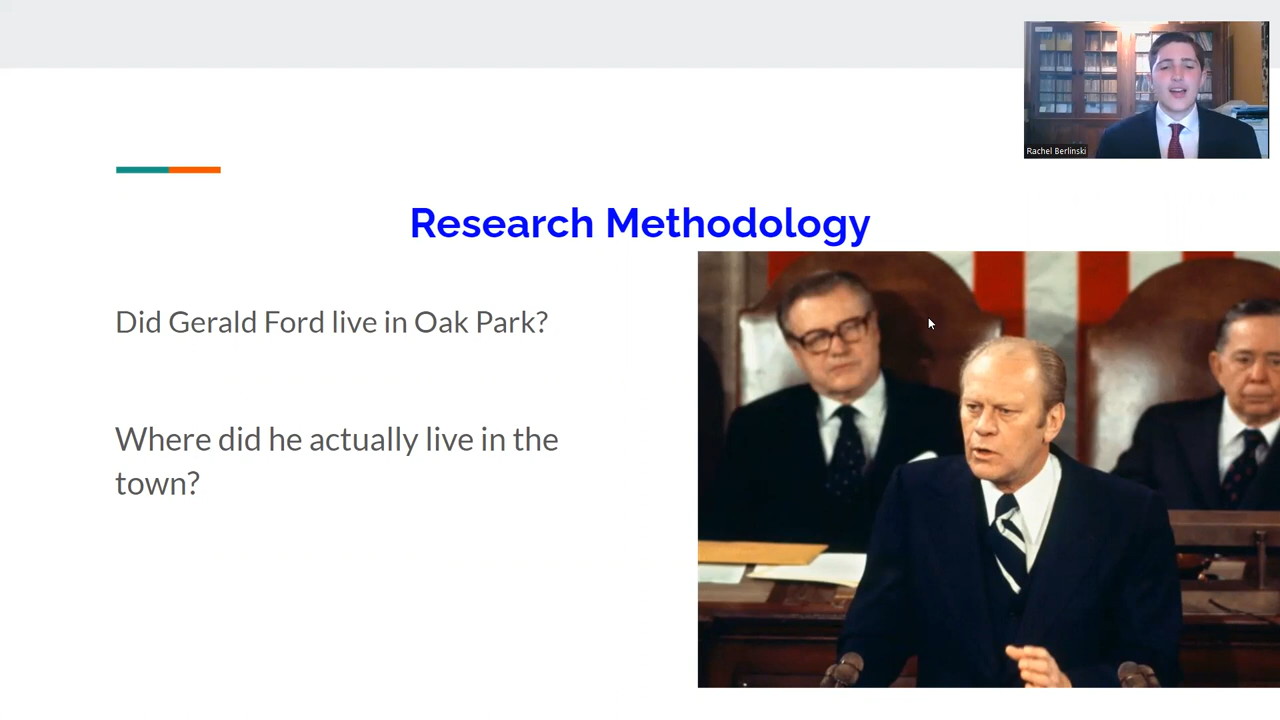 Rachel Berlinski
Research Methodology
Did Gerald Ford live in Oak Park?
Where did he actually live in the
town?